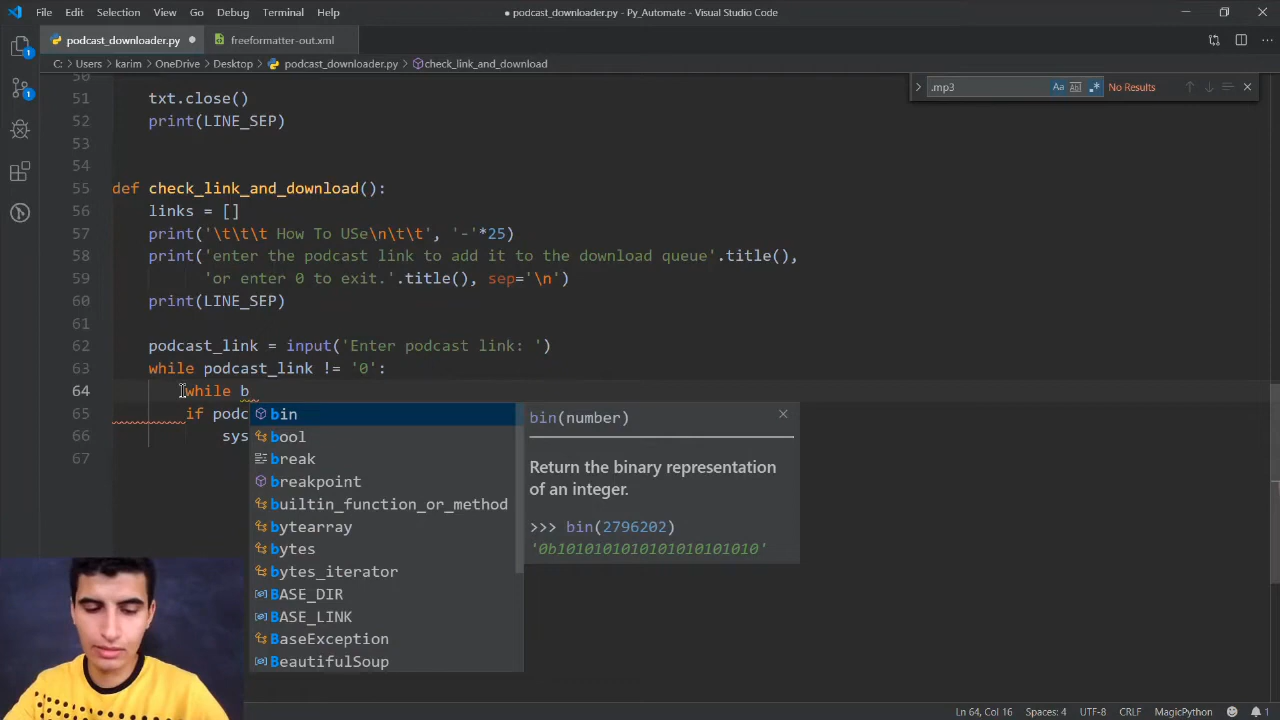 File Edit Selection View Go Debug Terminal Help
● podcast_downloader.py - Py_Automate - Visual Studio Code
podcast_downloader.py ●
freeformatter-out.xml
C: > Users > karim > OneDrive > Desktop > podcast_downloader.py > check_link_and_download
.mp3
Aa
Ab
.*
No Results
1
1
50
51 txt.close()
52 print(LINE_SEP)
53
54
55 def check_link_and_download():
56 links = []
57 print('\t\t\t How To USe\n\t\t', '-'*25)
58 print('enter the podcast link to add it to the download queue'.title(),
59 'or enter 0 to exit.'.title(), sep='\n')
60 print(LINE_SEP)
61
62 podcast_link = input('Enter podcast link: ')
63 while podcast_link != '0':
64 while b
65 if podc
66 sys
67
bin
bool
break
breakpoint
builtin_function_or_method
bytearray
bytes
bytes_iterator
BASE_DIR
BASE_LINK
BaseException
BeautifulSoup
bin(number)
Return the binary representation
of an integer.
>>> bin(2796202)
'0b1010101010101010101010'
Ln 64, Col 16 Spaces: 4 UTF-8 CRLF MagicPython 1